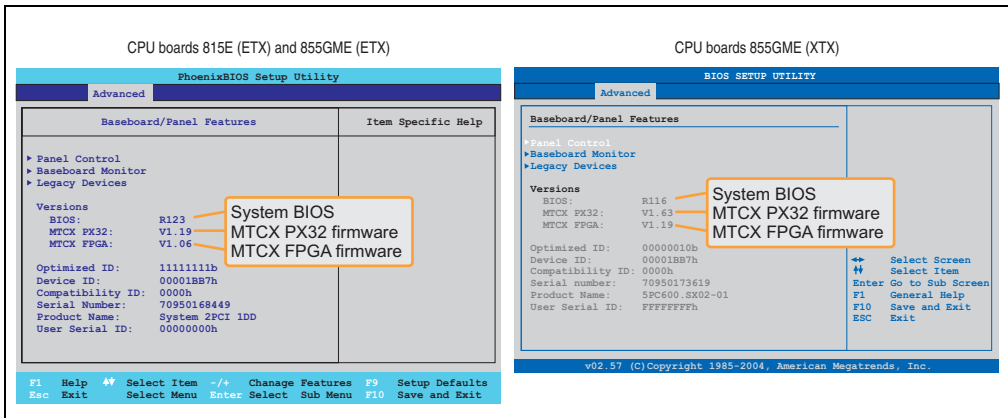 CPU boards 815E (ETX) and 855GME (ETX)
PhoenixBIOS Setup Utility
Advanced
Baseboard/Panel Features
Item Specific Help
Panel Control
Baseboard Monitor
Legacy Devices
Versions
BIOS: R123
MTCX PX32: V1.19
MTCX FPGA: V1.06
System BIOS
MTCX PX32 firmware
MTCX FPGA firmware
Optimized ID: 11111111b
Device ID: 00001BB7h
Compatibility ID: 0000h
Serial Number: 70950168449
Product Name: System 2PCI 1DD
User Serial ID: 00000000h
F1 Help Select Item -/+ Chanage Features F9 Setup Defaults
Esc Exit Select Menu Enter Select Sub Menu F10 Save and Exit
CPU boards 855GME (XTX)
BIOS SETUP UTILITY
Advanced
Baseboard/Panel Features
Panel Control
Baseboard Monitor
Legacy Devices
Versions
BIOS: R116
MTCX PX32: V1.63
MTCX FPGA: V1.19
System BIOS
MTCX PX32 firmware
MTCX FPGA firmware
Optimized ID: 00000010b
Device ID: 00001BB7h
Compatibility ID: 0000h
Serial number: 70950173619
Product Name: 5PC600.SX02-01
User Serial ID: FFFFFFFFh
Select Screen
Select Item
Enter Go to Sub Screen
F1 General Help
F10 Save and Exit
ESC Exit
v02.57 (C)Copyright 1985-2004, American Megatrends, Inc.